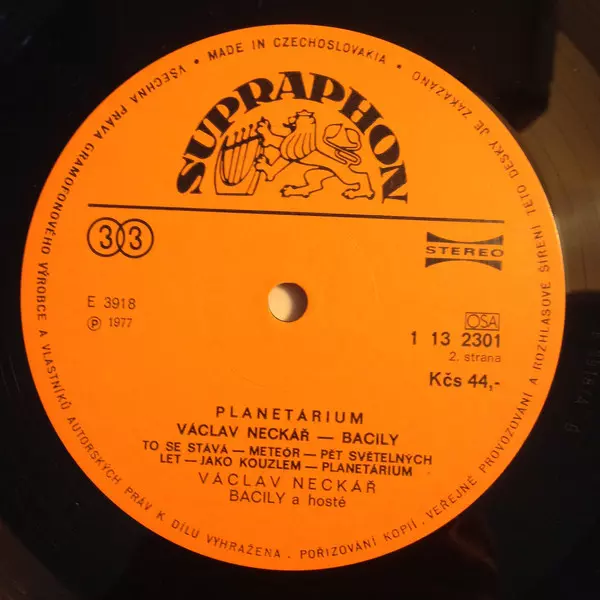 VŠECHNA PRÁVA GRAMOFONOVÉHO VÝROBCE A VLASTNÍKŮ AUTORSKÝCH PRÁV K DÍLU VYHRAŽENA. POŘIZOVÁNÍ KOPIÍ, VEŘEJNÉ PROVOZOVÁNÍ A ROZHLASOVÉ ŠÍŘENÍ TÉTO DESKY JE ZAKÁZÁNO
• MADE IN CZECHOSLOVAKIA •
SUPRAPHON
33
STEREO
E 3918
Ⓟ 1977
OSA
1 13 2301
2. strana
Kčs 44,-
PLANETÁRIUM
VÁCLAV NECKÁŘ — BACILY
TO SE STÁVÁ — METEÓR — PĚT SVĚTELNÝCH
LET — JAKO KOUZLEM — PLANETÁRIUM
VÁCLAV NECKÁŘ
BACILY a hosté